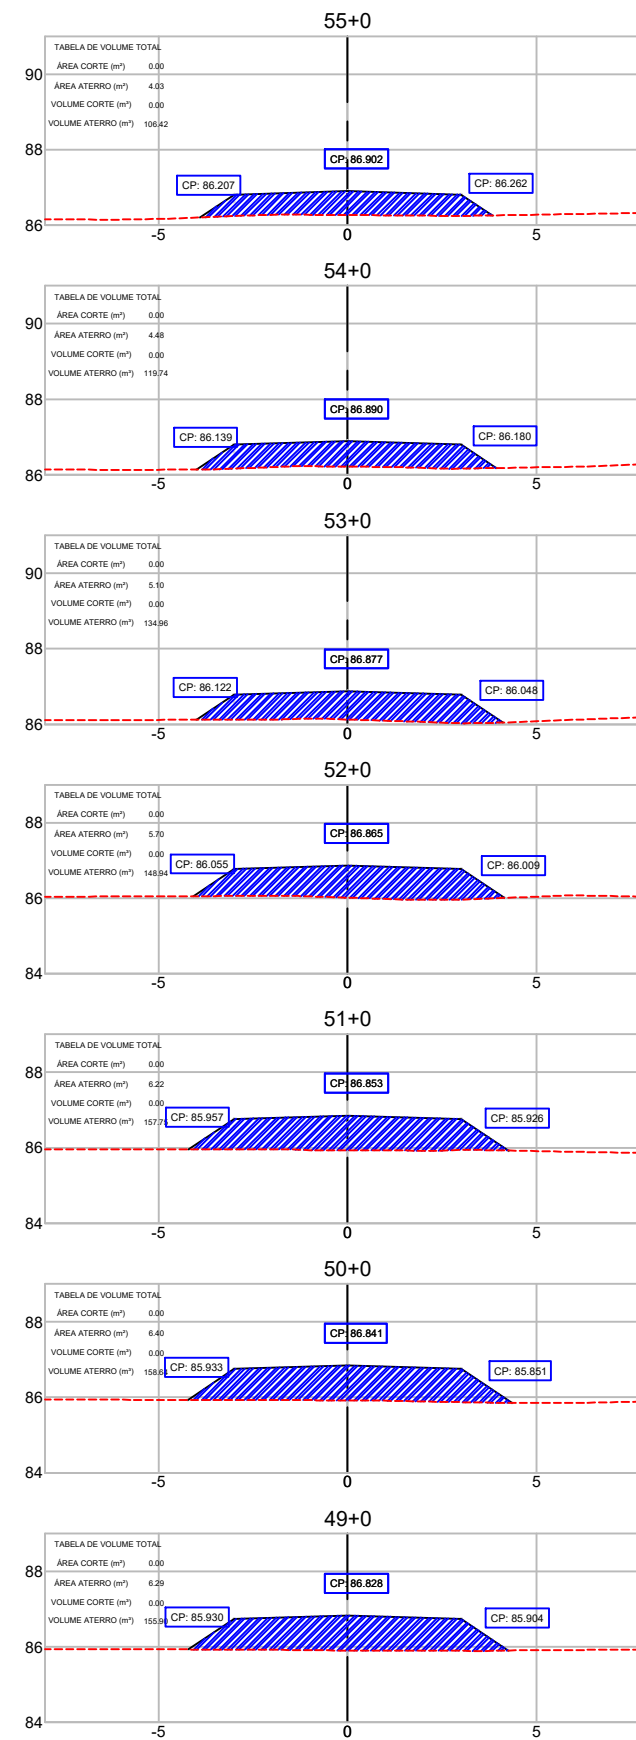 55+0
TABELA DE VOLUME TOTAL
ÁREA CORTE (m²) 0.00
ÁREA ATERRO (m²) 4.03
VOLUME CORTE (m³) 0.00
VOLUME ATERRO (m³) 106.42
90
88
86
CP: 86.207
CP: 86.902
CP: 86.262
-5 0 5
54+0
TABELA DE VOLUME TOTAL
ÁREA CORTE (m²) 0.00
ÁREA ATERRO (m²) 4.48
VOLUME CORTE (m³) 0.00
VOLUME ATERRO (m³) 119.74
90
88
86
CP: 86.139
CP: 86.890
CP: 86.180
-5 0 5
53+0
TABELA DE VOLUME TOTAL
ÁREA CORTE (m²) 0.00
ÁREA ATERRO (m²) 5.10
VOLUME CORTE (m³) 0.00
VOLUME ATERRO (m³) 134.96
90
88
86
CP: 86.122
CP: 86.877
CP: 86.048
-5 0 5
52+0
TABELA DE VOLUME TOTAL
ÁREA CORTE (m²) 0.00
ÁREA ATERRO (m²) 5.70
VOLUME CORTE (m³) 0.00
VOLUME ATERRO (m³) 148.94
88
86
84
CP: 86.055
CP: 86.865
CP: 86.009
-5 0 5
51+0
TABELA DE VOLUME TOTAL
ÁREA CORTE (m²) 0.00
ÁREA ATERRO (m²) 6.22
VOLUME CORTE (m³) 0.00
VOLUME ATERRO (m³)
88
86
84
CP: 85.957
CP: 86.853
CP: 85.926
-5 0 5
50+0
TABELA DE VOLUME TOTAL
ÁREA CORTE (m²) 0.00
ÁREA ATERRO (m²) 6.40
VOLUME CORTE (m³) 0.00
VOLUME ATERRO (m³)
88
86
84
CP: 85.933
CP: 86.841
CP: 85.851
-5 0 5
49+0
TABELA DE VOLUME TOTAL
ÁREA CORTE (m²) 0.00
ÁREA ATERRO (m²) 6.29
VOLUME CORTE (m³) 0.00
VOLUME ATERRO (m³)
88
86
84
CP: 85.930
CP: 86.828
CP: 85.904
-5 0 5